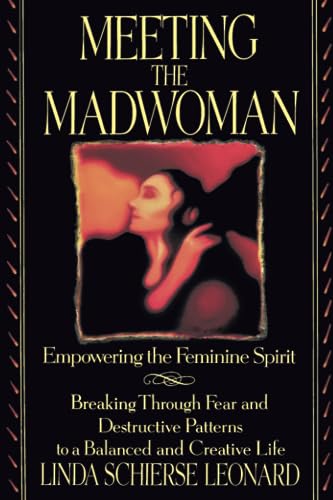 MEETING
THE
MADWOMAN
Empowering the Feminine Spirit
Breaking Through Fear and
Destructive Patterns
to a Balanced and Creative Life
LINDA SCHIERSE LEONARD